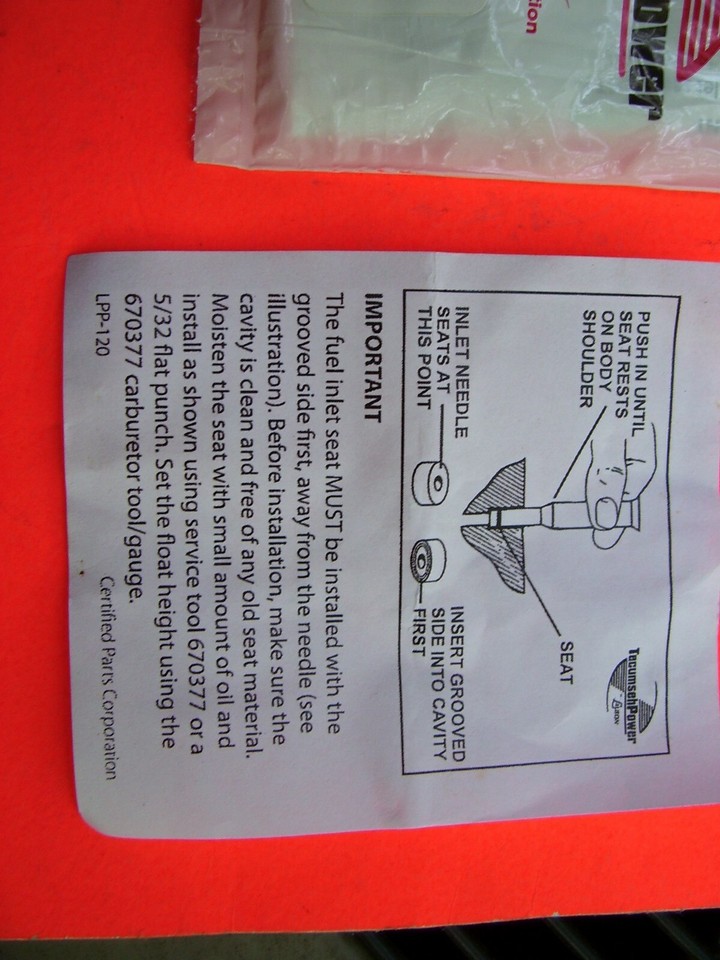 tion
PUSH IN UNTIL
SEAT RESTS
ON BODY
SHOULDER
TecumsehPower
SEAT
INLET NEEDLE
SEATS AT
THIS POINT
INSERT GROOVED
SIDE INTO CAVITY
FIRST
IMPORTANT
The fuel inlet seat MUST be installed with the
grooved side first, away from the needle (see
illustration). Before installation, make sure the
cavity is clean and free of any old seat material.
Moisten the seat with small amount of oil and
install as shown using service tool 670377 or a
5/32 flat punch. Set the float height using the
670377 carburetor tool/gauge.
LPP-120
Certified Parts Corporation